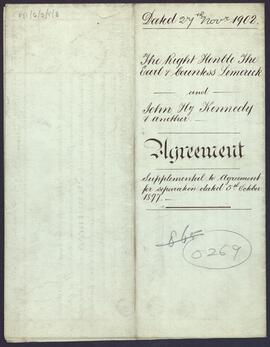 Dated 27th Novr 1902
The Right Honble The
Earl & Countess Limerick
and
John Hy Kennedy
& another
Agreement
Supplemental to Agreement
for separation dated 5th October
1897.
0269